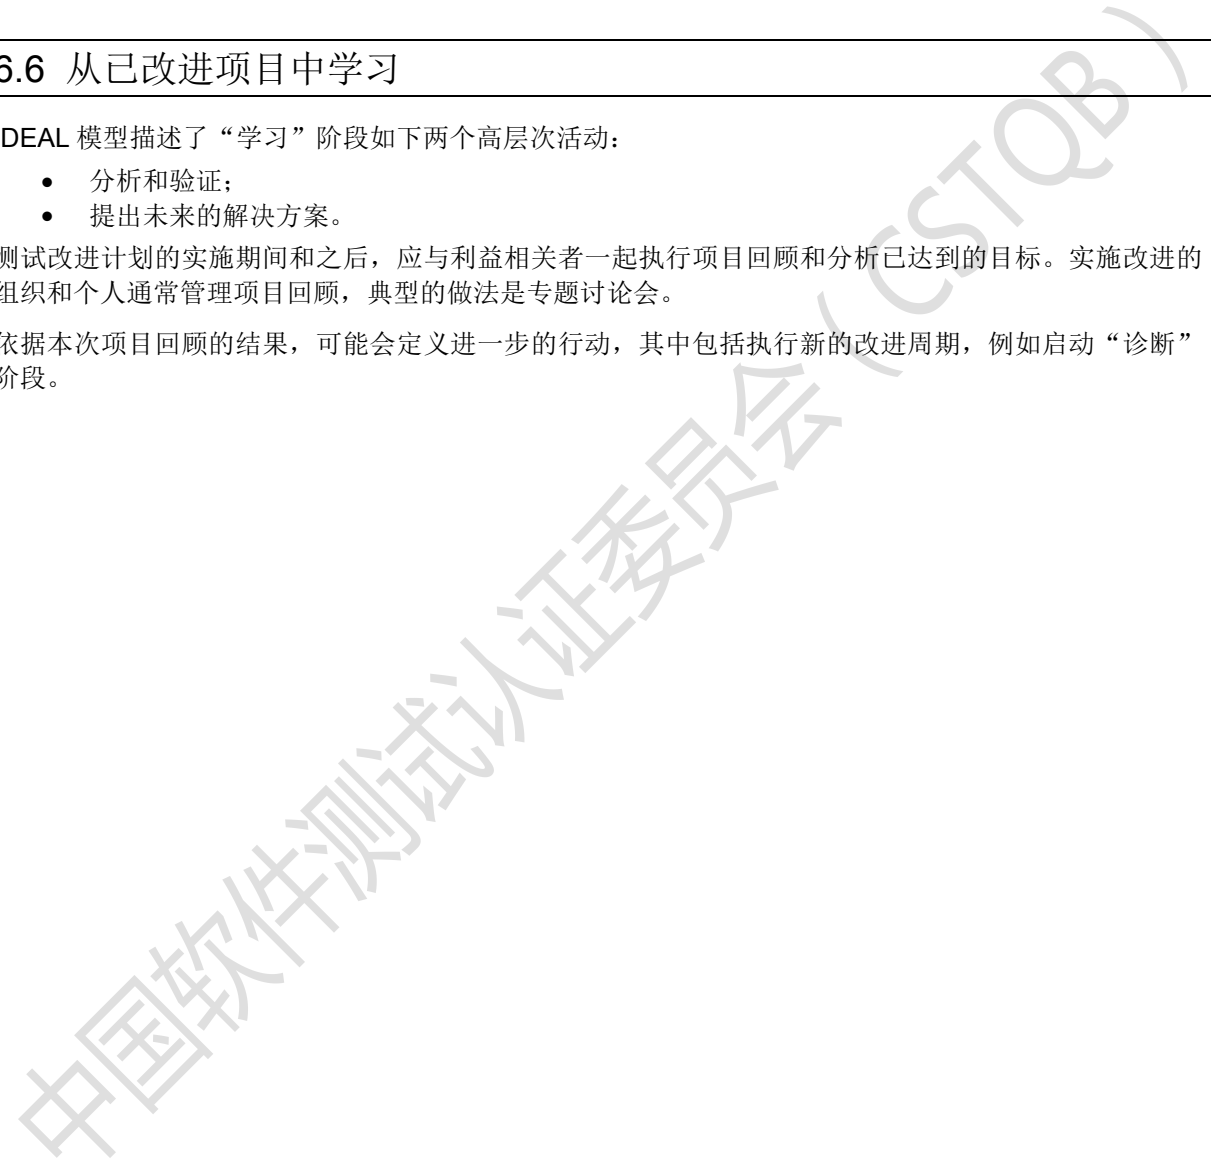 6.6 从已改进项目中学习
DEAL 模型描述了“学习”阶段如下两个高层次活动：
• 分析和验证；
• 提出未来的解决方案。
测试改进计划的实施期间和之后，应与利益相关者一起执行项目回顾和分析已达到的目标。实施改进的
组织和个人通常管理项目回顾，典型的做法是专题讨论会。
依据本次项目回顾的结果，可能会定义进一步的行动，其中包括执行新的改进周期，例如启动“诊断”
阶段。
中国软件测试认证委员会（CSTQB）